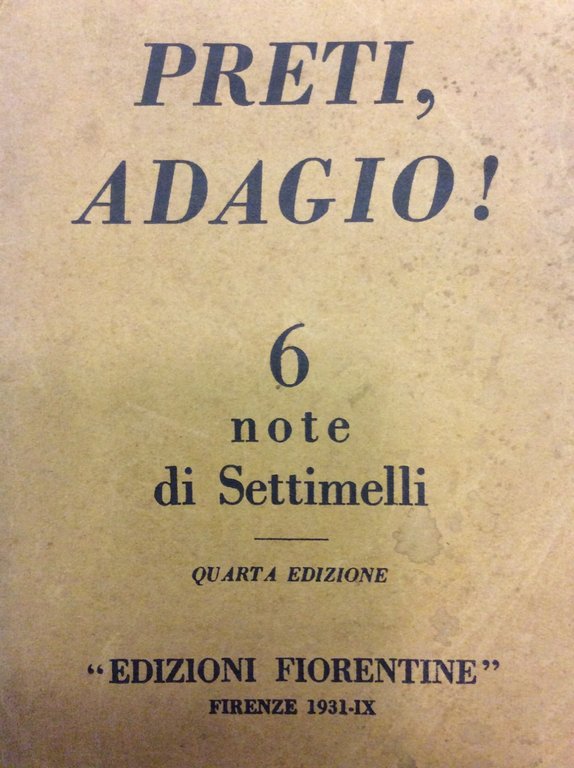 PRETI,
ADAGIO!
6
note
di Settimelli
QUARTA EDIZIONE
“EDIZIONI FIORENTINE”
FIRENZE 1931-IX